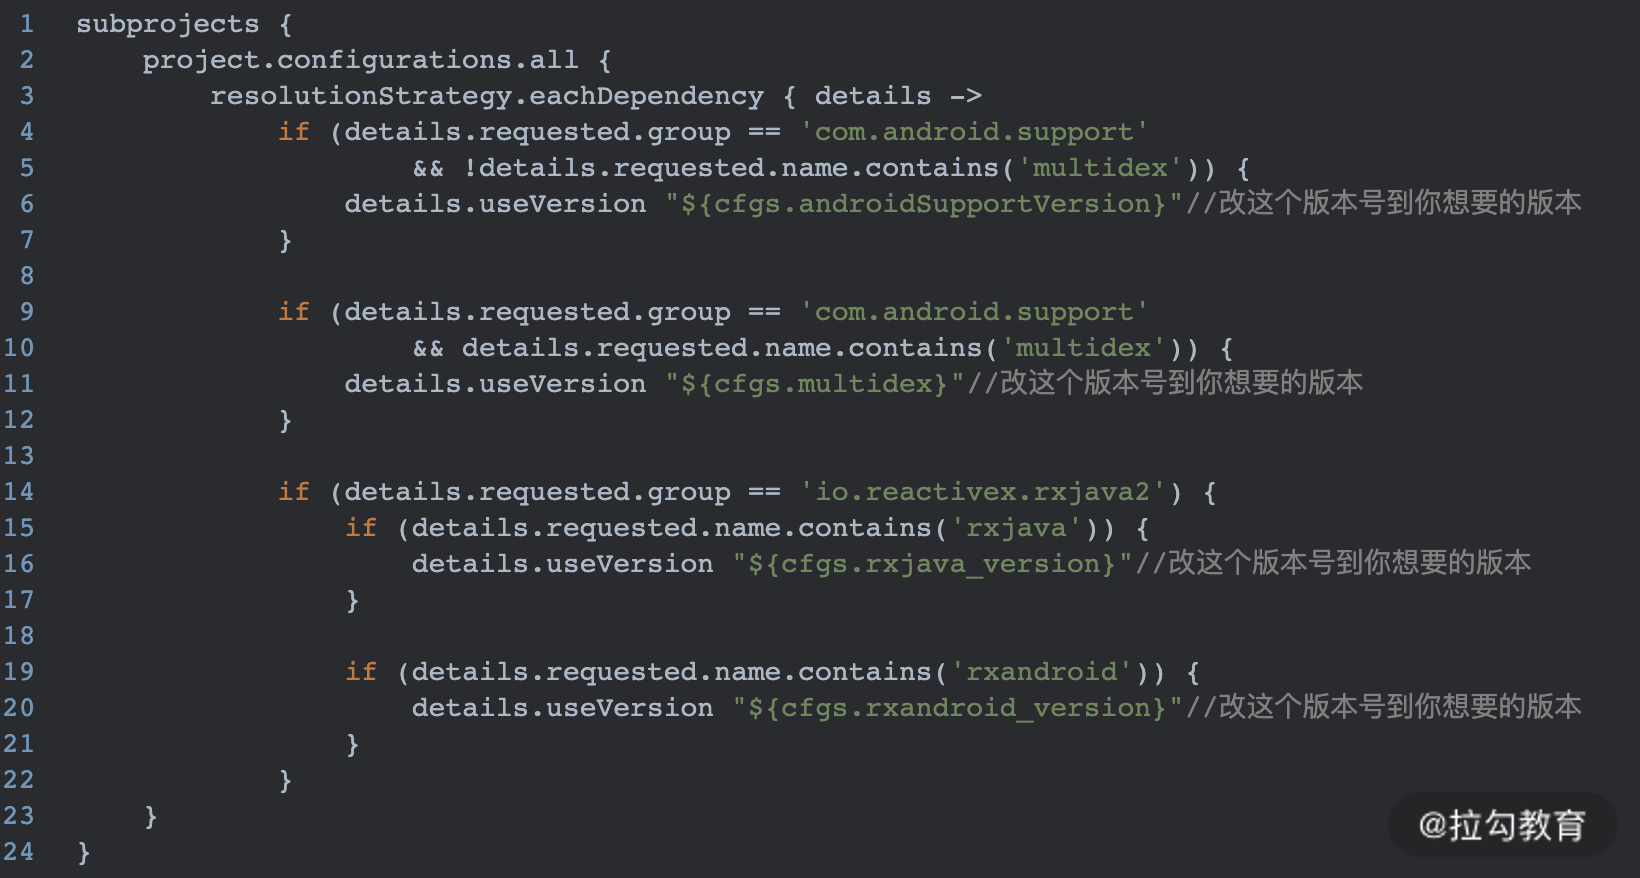 1 subprojects {
2     project.configurations.all {
3         resolutionStrategy.eachDependency { details ->
4             if (details.requested.group == 'com.android.support'
5                     && !details.requested.name.contains('multidex')) {
6                 details.useVersion "${cfgs.androidSupportVersion}"//改这个版本号到你想要的版本
7             }
8
9             if (details.requested.group == 'com.android.support'
10                     && details.requested.name.contains('multidex')) {
11                 details.useVersion "${cfgs.multidex}"//改这个版本号到你想要的版本
12             }
13
14             if (details.requested.group == 'io.reactivex.rxjava2') {
15                 if (details.requested.name.contains('rxjava')) {
16                     details.useVersion "${cfgs.rxjava_version}"//改这个版本号到你想要的版本
17                 }
18
19                 if (details.requested.name.contains('rxandroid')) {
20                     details.useVersion "${cfgs.rxandroid_version}"//改这个版本号到你想要的版本
21                 }
22             }
23     }
24 }
@拉勾教育